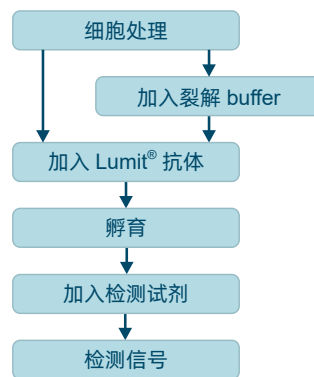 细胞处理
加入裂解 buffer
加入 Lumit® 抗体
孵育
加入检测试剂
检测信号